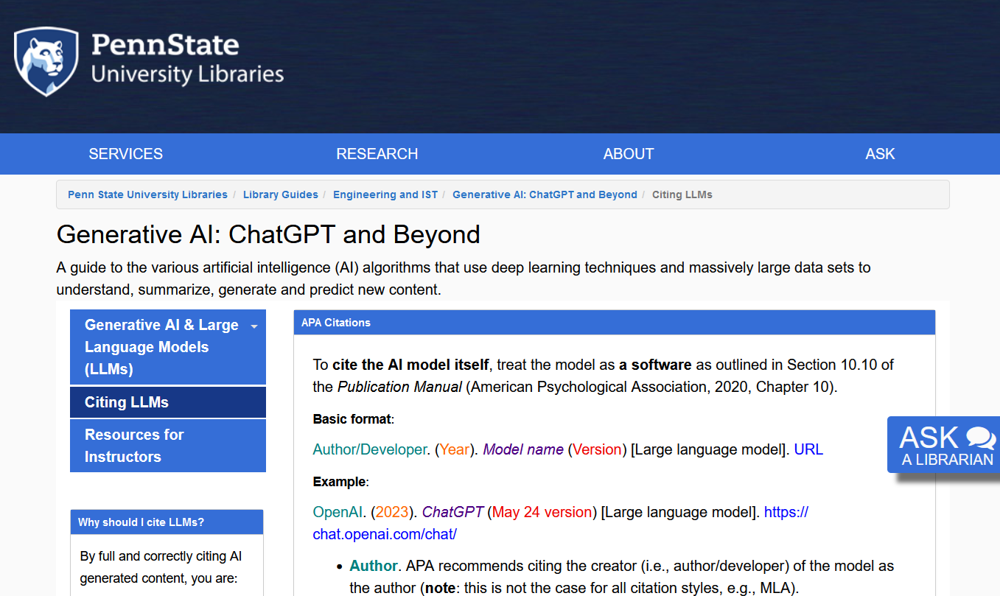 PennState
University Libraries
SERVICES
RESEARCH
ABOUT
ASK
Penn State University Libraries / Library Guides / Engineering and IST / Generative AI: ChatGPT and Beyond / Citing LLMs
Generative AI: ChatGPT and Beyond
A guide to the various artificial intelligence (AI) algorithms that use deep learning techniques and massively large data sets to
understand, summarize, generate and predict new content.
Generative AI & Large
Language Models
(LLMs)
Citing LLMs
Resources for
Instructors
Why should I cite LLMs?
By full and correctly citing AI
generated content, you are:
APA Citations
To cite the AI model itself, treat the model as a software as outlined in Section 10.10 of
the Publication Manual (American Psychological Association, 2020, Chapter 10).
Basic format:
Author/Developer. (Year). Model name (Version) [Large language model]. URL
Example:
OpenAI. (2023). ChatGPT (May 24 version) [Large language model]. https://
chat.openai.com/chat/
• Author. APA recommends citing the creator (i.e., author/developer) of the model as
the author (note: this is not the case for all citation styles, e.g., MLA).
ASK
A LIBRARIAN